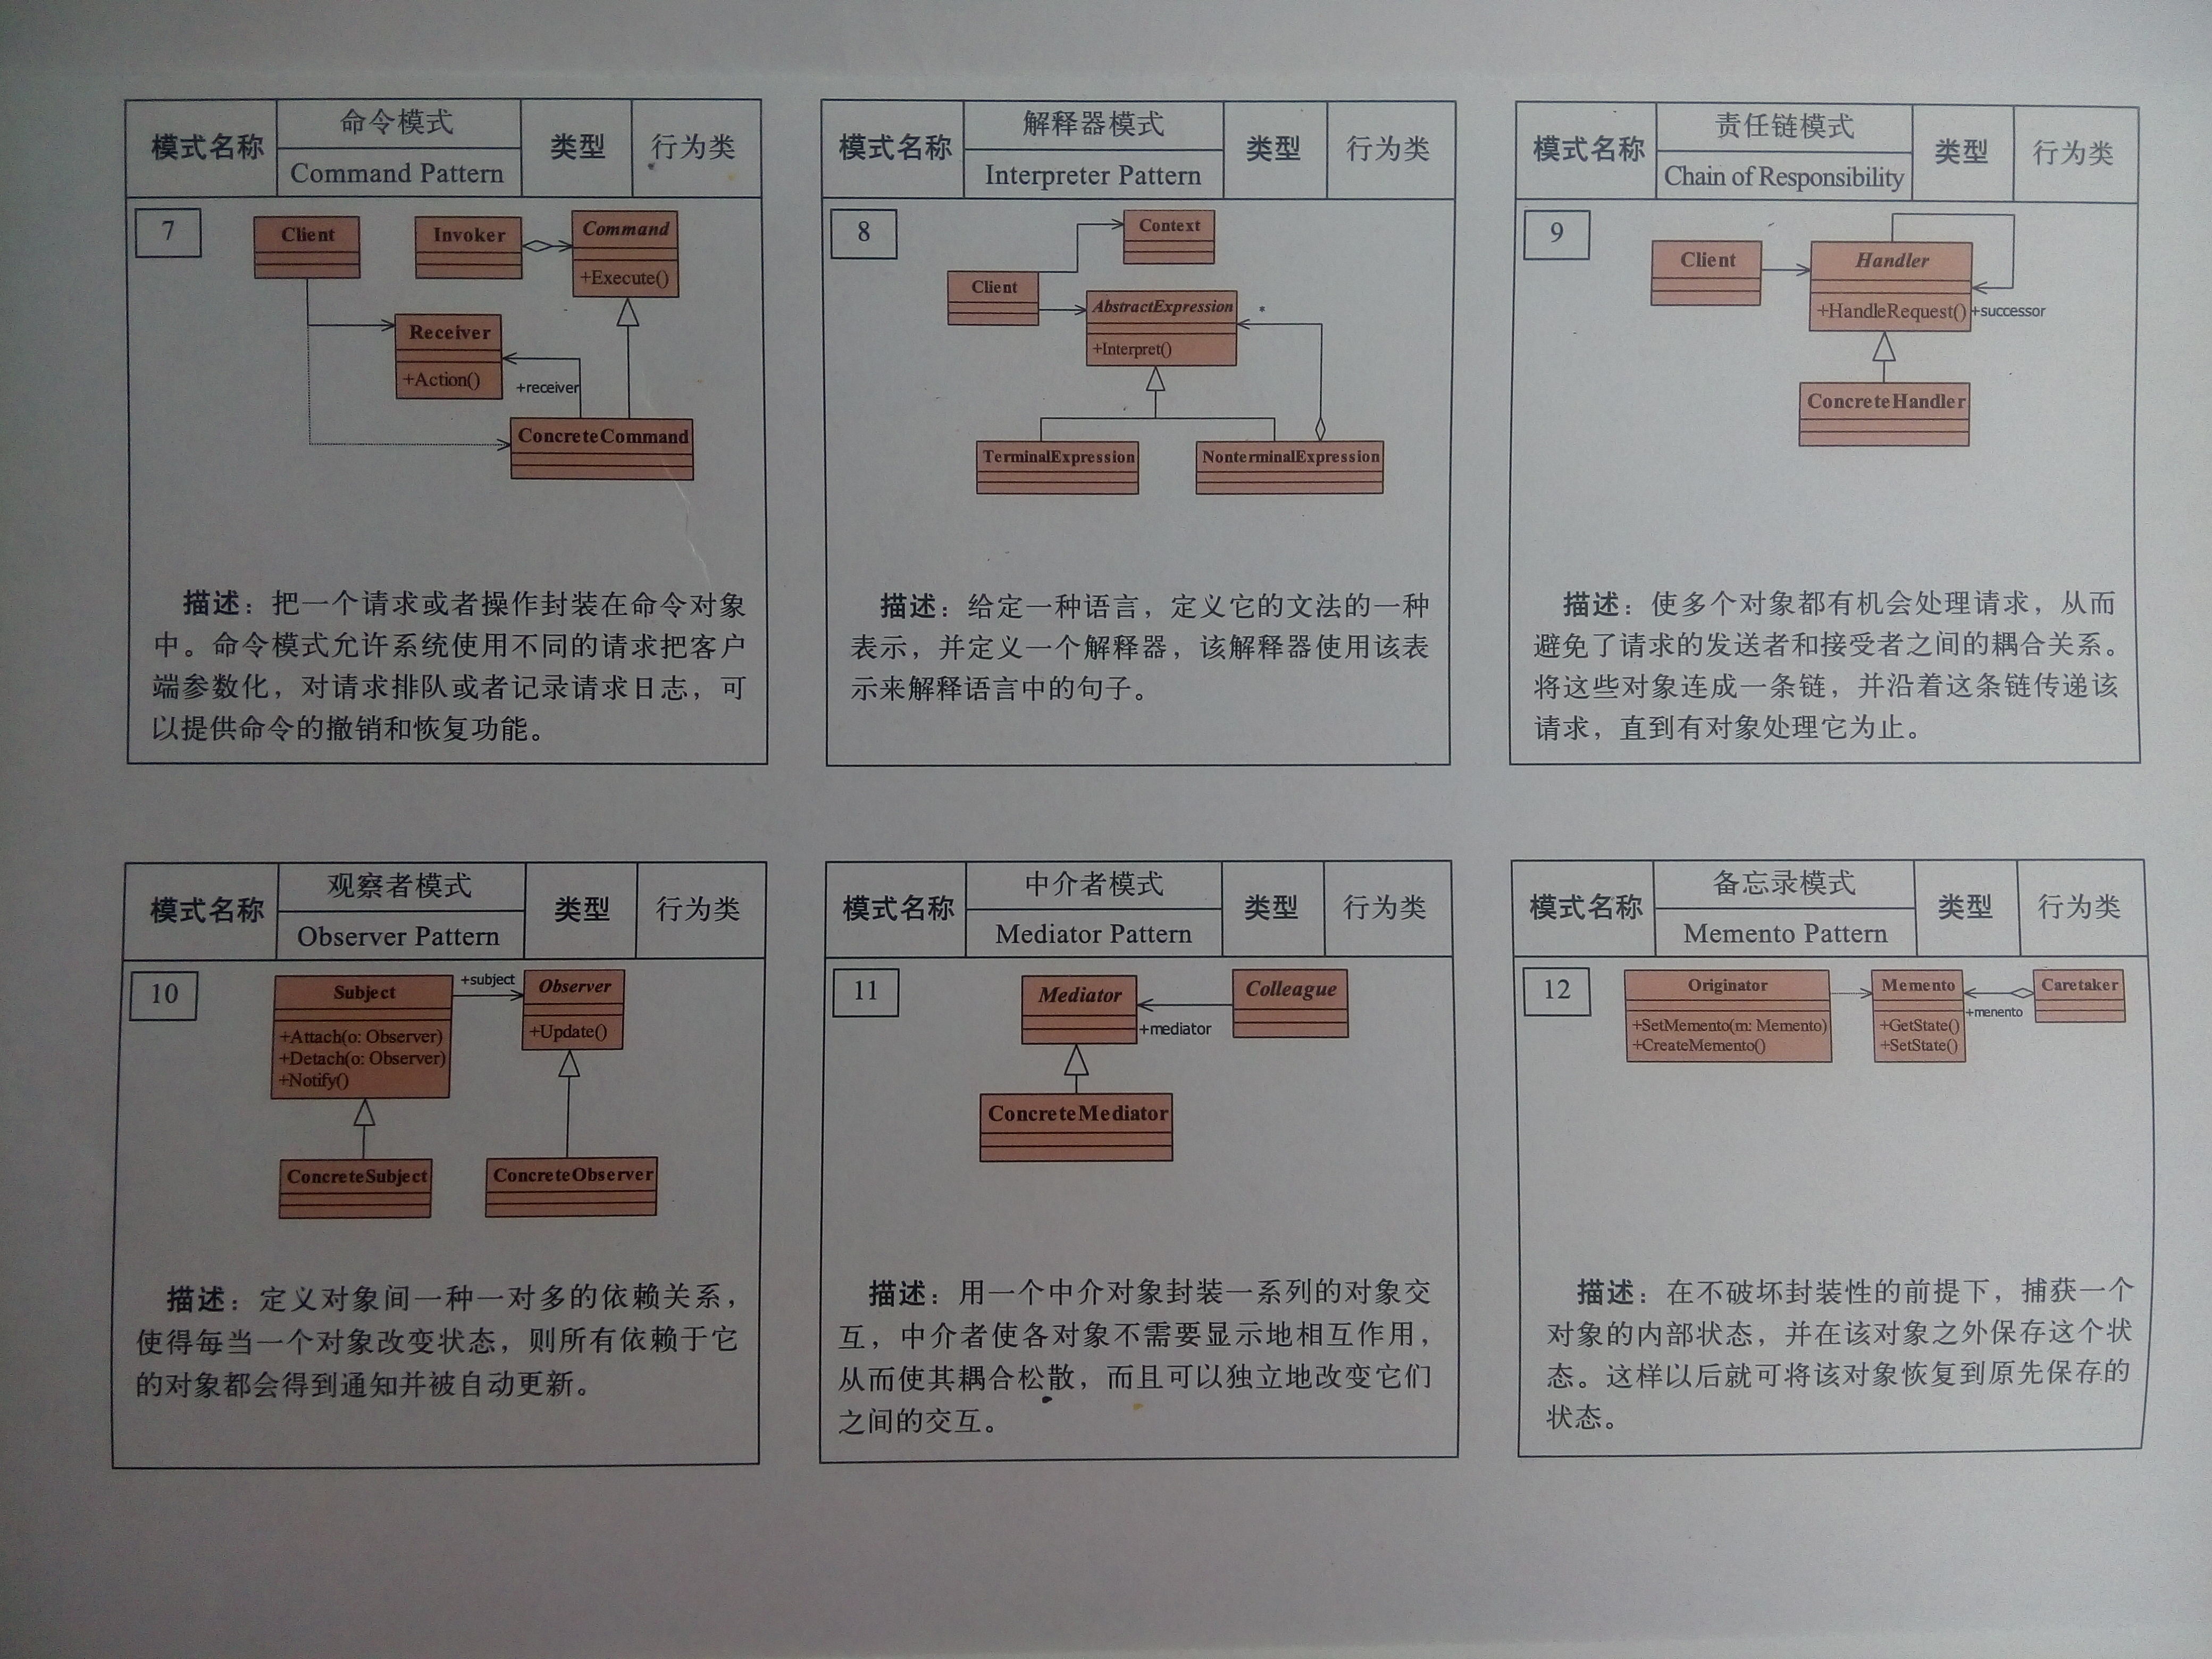 模式名称
命令模式
Command Pattern
类型
行为类
7
Client
Invoker
Command
+Execute()
Receiver
+Action()
+receiver
ConcreteCommand
描述：把一个请求或者操作封装在命令对象
中。命令模式允许系统使用不同的请求把客户
端参数化，对请求排队或者记录请求日志，可
以提供命令的撤销和恢复功能。
模式名称
解释器模式
Interpreter Pattern
类型
行为类
8
Context
Client
AbstractExpression
+Interpret()
*
TerminalExpression
NonterminalExpression
描述：给定一种语言，定义它的文法的一种
表示，并定义一个解释器，该解释器使用该表
示来解释语言中的句子。
模式名称
责任链模式
Chain of Responsibility
类型
行为类
9
Client
Handler
+HandleRequest()
+successor
ConcreteHandler
描述：使多个对象都有机会处理请求，从而
避免了请求的发送者和接受者之间的耦合关系。
将这些对象连成一条链，并沿着这条链传递该
请求，直到有对象处理它为止。
模式名称
观察者模式
Observer Pattern
类型
行为类
10
Subject
+Attach(o: Observer)
+Detach(o: Observer)
+Notify()
+subject
Observer
+Update()
ConcreteSubject
ConcreteObserver
描述：定义对象间一种一对多的依赖关系，
使得每当一个对象改变状态，则所有依赖于它
的对象都会得到通知并被自动更新。
模式名称
中介者模式
Mediator Pattern
类型
行为类
11
Mediator
Colleague
+mediator
ConcreteMediator
描述：用一个中介对象封装一系列的对象交
互，中介者使各对象不需要显示地相互作用，
从而使其耦合松散，而且可以独立地改变它们
之间的交互。
模式名称
备忘录模式
Memento Pattern
类型
行为类
12
Originator
+SetMemento(m: Memento)
+CreateMemento()
Memento
+GetState()
+SetState()
+menento
Caretaker
描述：在不破坏封装性的前提下，捕获一个
对象的内部状态，并在该对象之外保存这个状
态。这样以后就可将该对象恢复到原先保存的
状态。